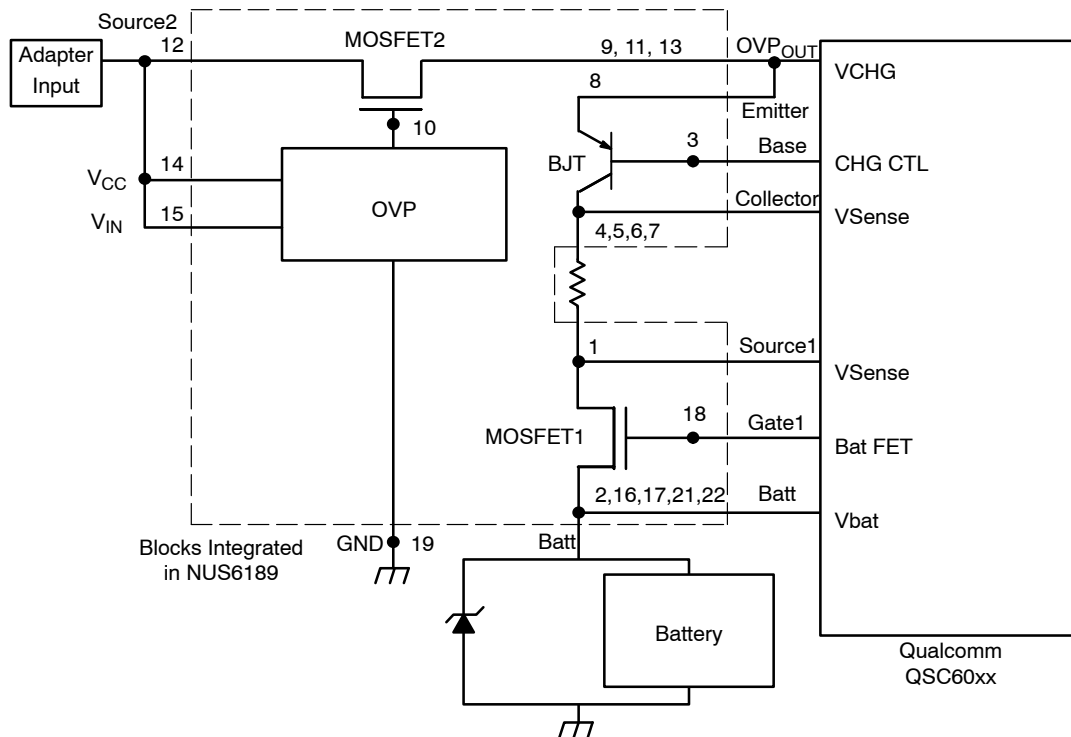 Source2
Adapter
Input
12
MOSFET2
9, 11, 13
OVPOUT
VCHG
8
Emitter
10
BJT
3
Base
CHG CTL
VCC
14
OVP
VIN
15
Collector
VSense
4,5,6,7
1
Source1
VSense
MOSFET1
18
Gate1
Bat FET
2,16,17,21,22
Batt
Vbat
Blocks Integrated
in NUS6189
GND
19
Batt
Battery
Qualcomm
QSC60xx